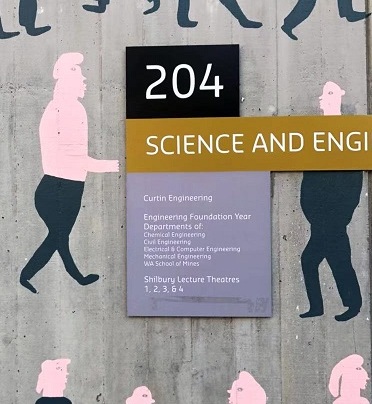 204
SCIENCE AND ENGI
Curtin Engineering
Engineering Foundation Year
Departments of:
Chemical Engineering
Civil Engineering
Electrical & Computer Engineering
Mechanical Engineering
WA School of Mines
Shilbury Lecture Theatres
1, 2, 3, & 4